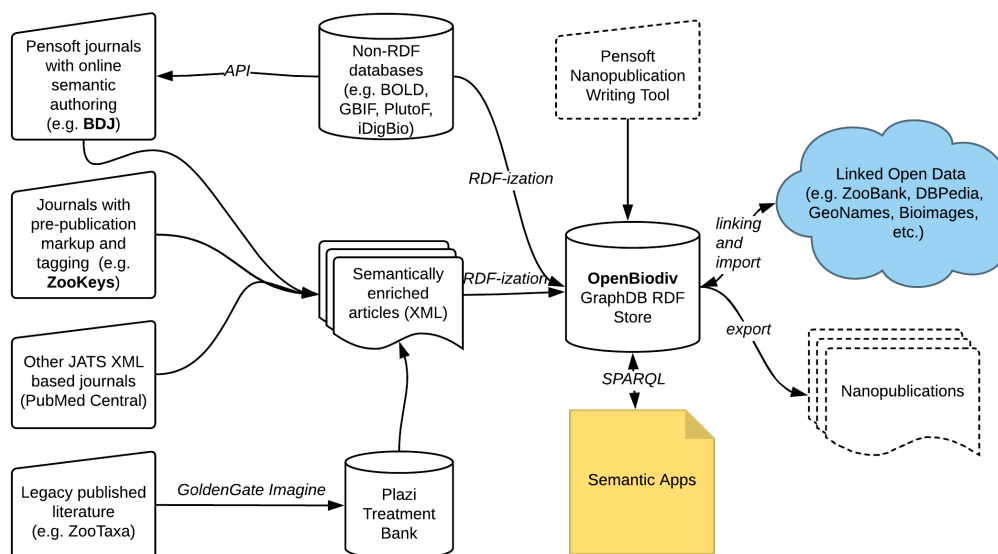 Pensoft journals
with online
semantic
authoring
(e.g. BDJ)
API
Non-RDF
databases
(e.g. BOLD,
GBIF, PlutoF,
iDigBio)
Pensoft
Nanopublication
Writing Tool
RDF-ization
Linked Open Data
(e.g. ZooBank, DBPedia,
GeoNames, Bioimages,
etc.)
Journals with
pre-publication
markup and
tagging (e.g.
ZooKeys)
Semantically
enriched
articles (XML)
RDF-ization
OpenBiodiv
GraphDB RDF
Store
linking
and
import
export
Other JATS XML
based journals
(PubMed Central)
SPARQL
Nanopublications
Legacy published
literature
(e.g. ZooTaxa)
GoldenGate Imagine
Plazi
Treatment
Bank
Semantic Apps